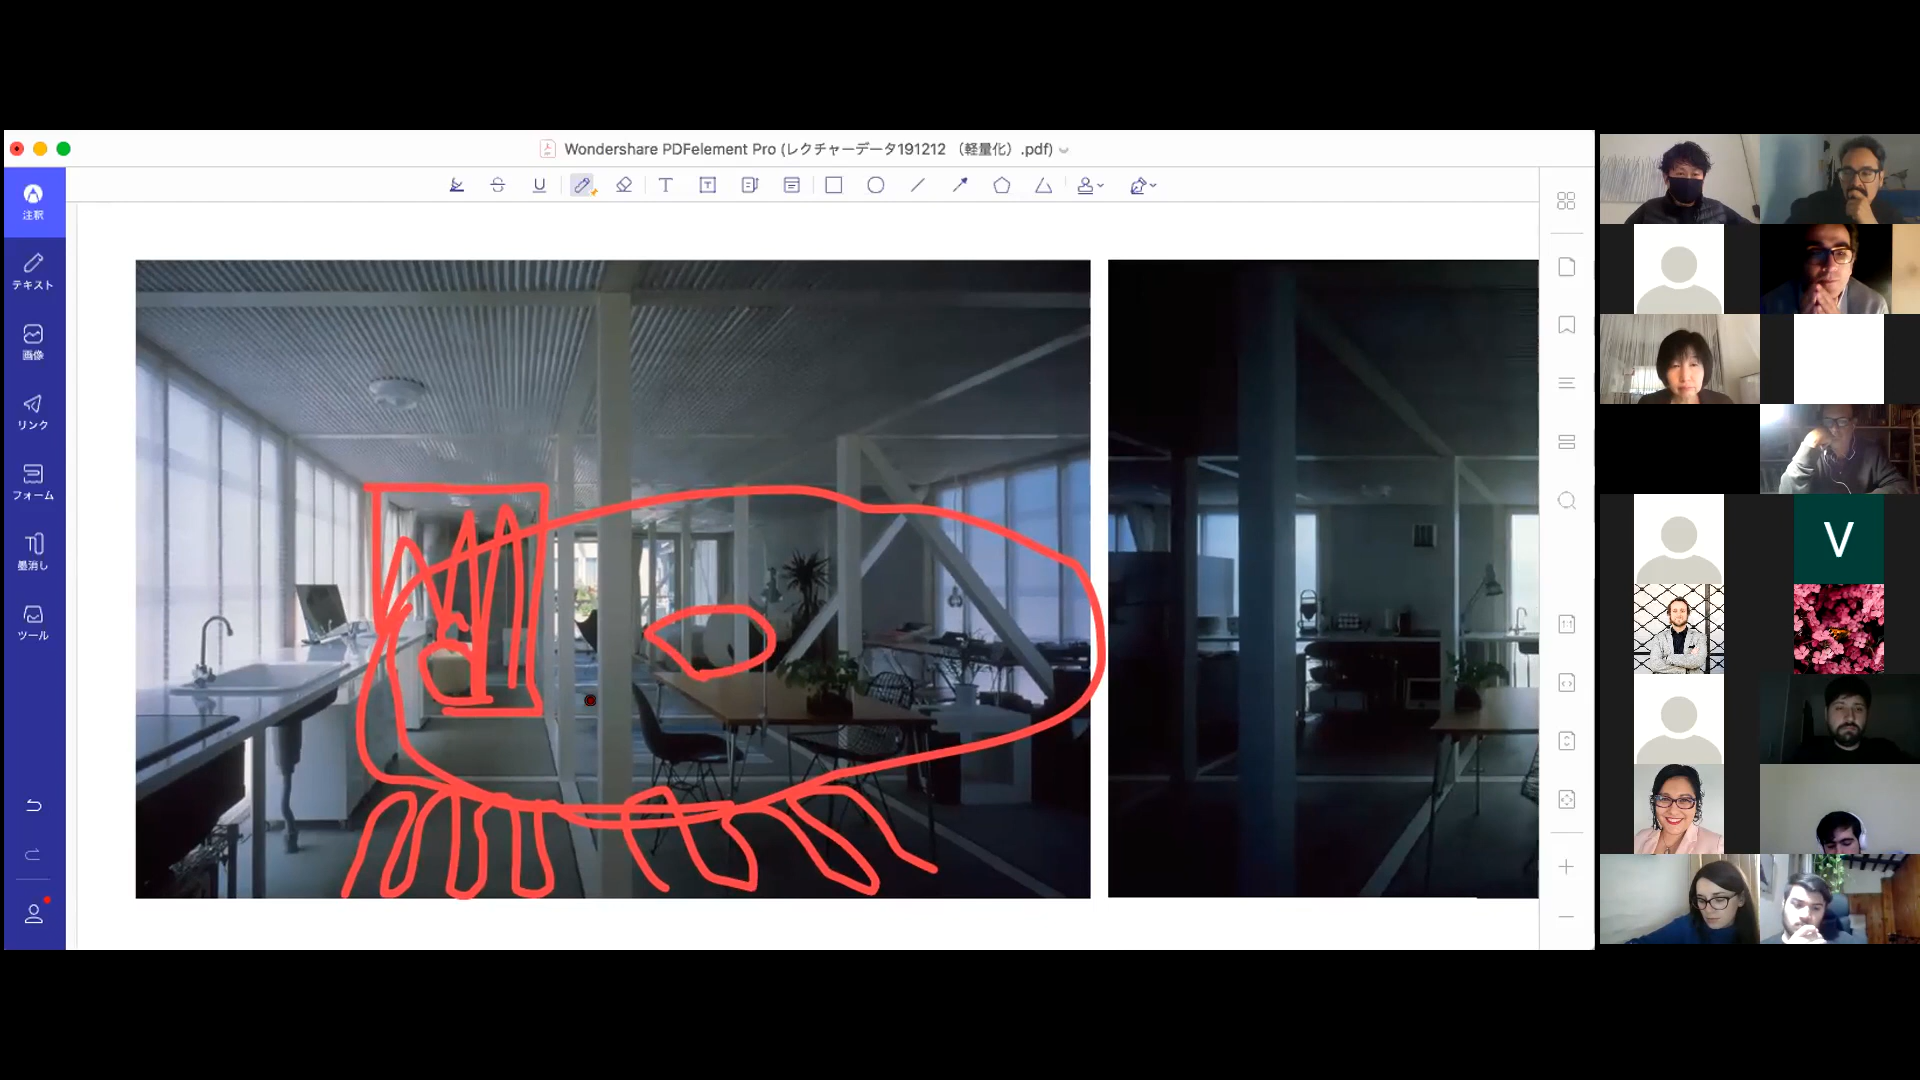 Wondershare PDFelement Pro (レクチャーデータ191212 （軽量化）.pdf)
注釈
テキスト
画像
リンク
フォーム
墨消し
ツール
T
T
1:1
V